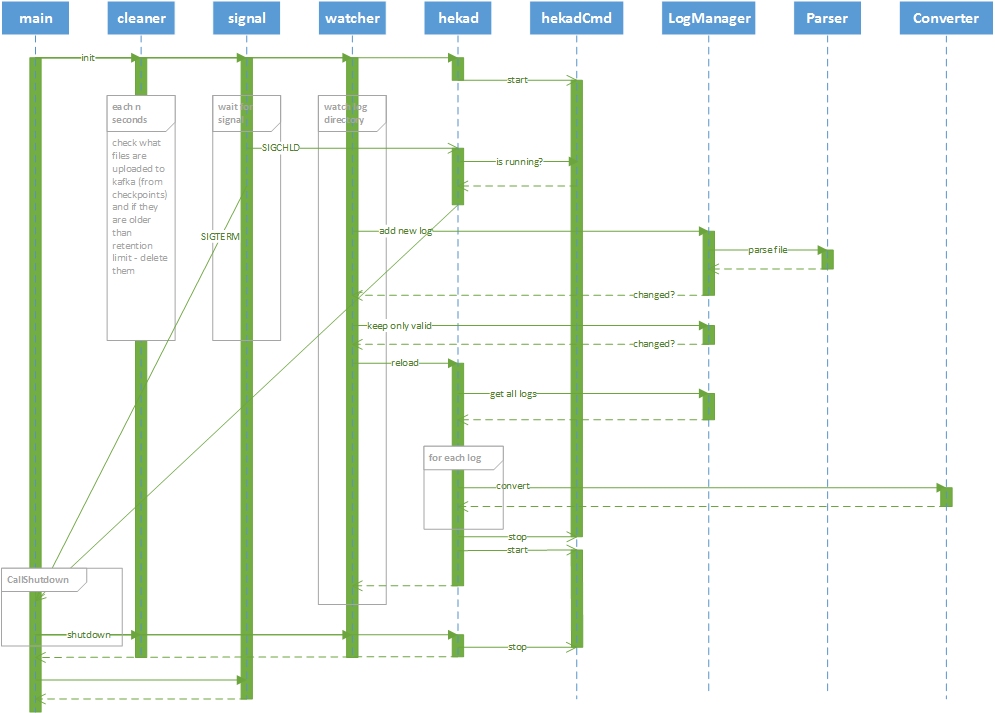 main
cleaner
signal
watcher
hekad
hekadCmd
LogManager
Parser
Converter
init
start
each n
seconds
wait for
signal
watch log
directory
check what
files are
uploaded to
kafka (from
checkpoints)
and if they
are older
than
retention
limit - delete
them
SIGCHLD
is running?
SIGTERM
add new log
parse file
changed?
keep only valid
changed?
reload
get all logs
for each log
convert
stop
start
CallShutdown
shutdown
stop